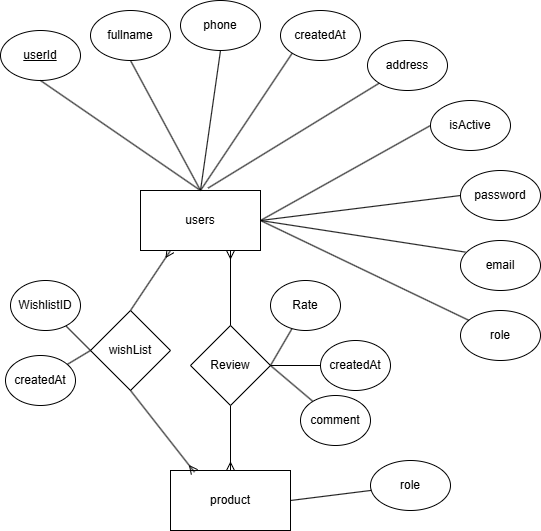 userId
fullname
phone
createdAt
address
isActive
password
email
role
users
WishlistID
createdAt
wishList
Rate
createdAt
comment
Review
product
role